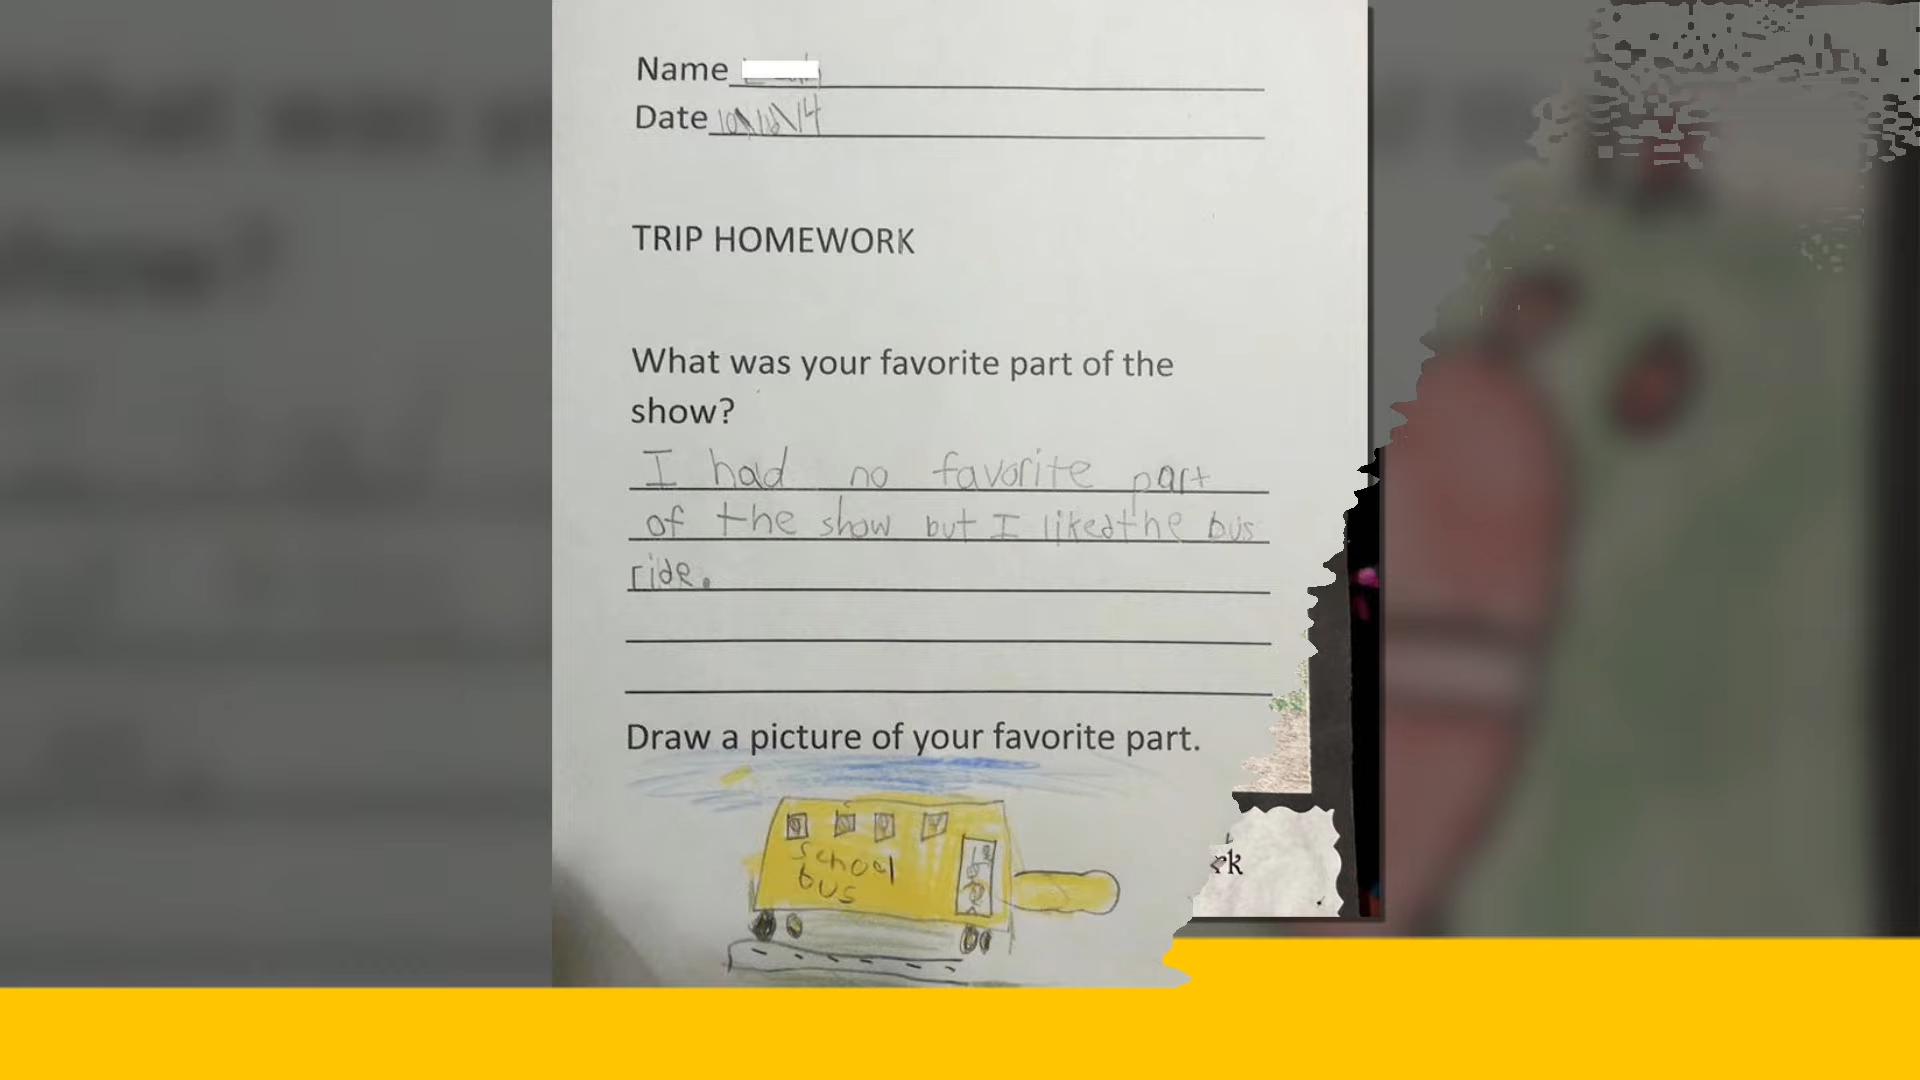 Name
Date 10\16\14
TRIP HOMEWORK
What was your favorite part of the
show?
I had no favorite part
of the show but I liked the bus
ride.
Draw a picture of your favorite part.
School
bus